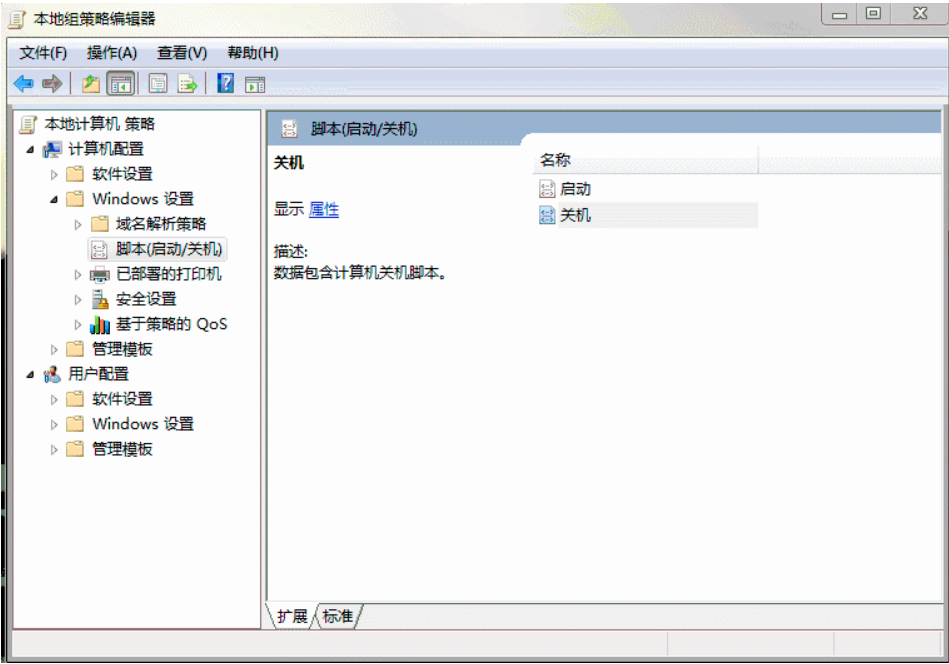 本地组策略编辑器
文件(F) 操作(A) 查看(V) 帮助(H)
本地计算机 策略
计算机配置
软件设置
Windows 设置
域名解析策略
脚本(启动/关机)
已部署的打印机
安全设置
基于策略的 QoS
管理模板
用户配置
软件设置
Windows 设置
管理模板
脚本(启动/关机)
关机
显示 属性
描述:
数据包含计算机关机脚本。
名称
启动
关机
扩展 标准